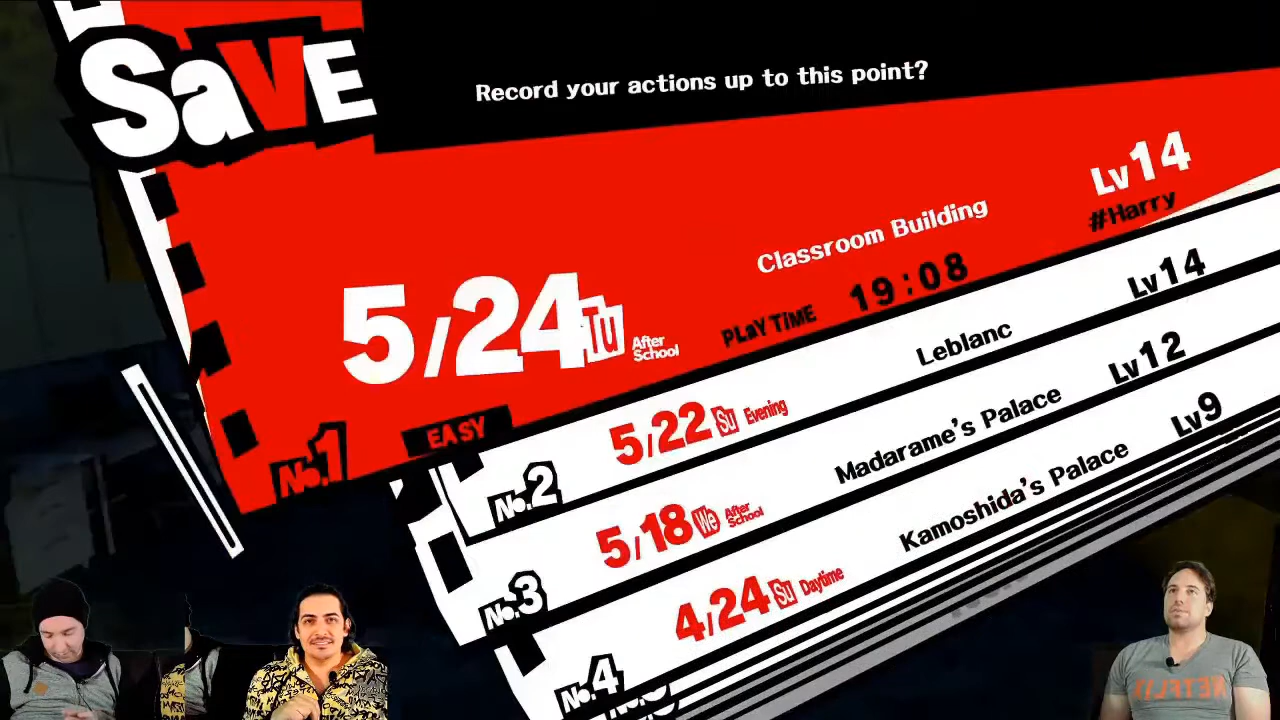 SaVE
Record your actions up to this point?
Lv14
#Harry
Classroom Building
PLaY TiME 19:08
5/24 Tu After School
No.1 EASY
No.2 5/22 Su Evening Leblanc Lv14
No.3 5/18 We After School Madarame's Palace Lv12
No.4 4/24 Su Daytime Kamoshida's Palace Lv9
NETFLIX